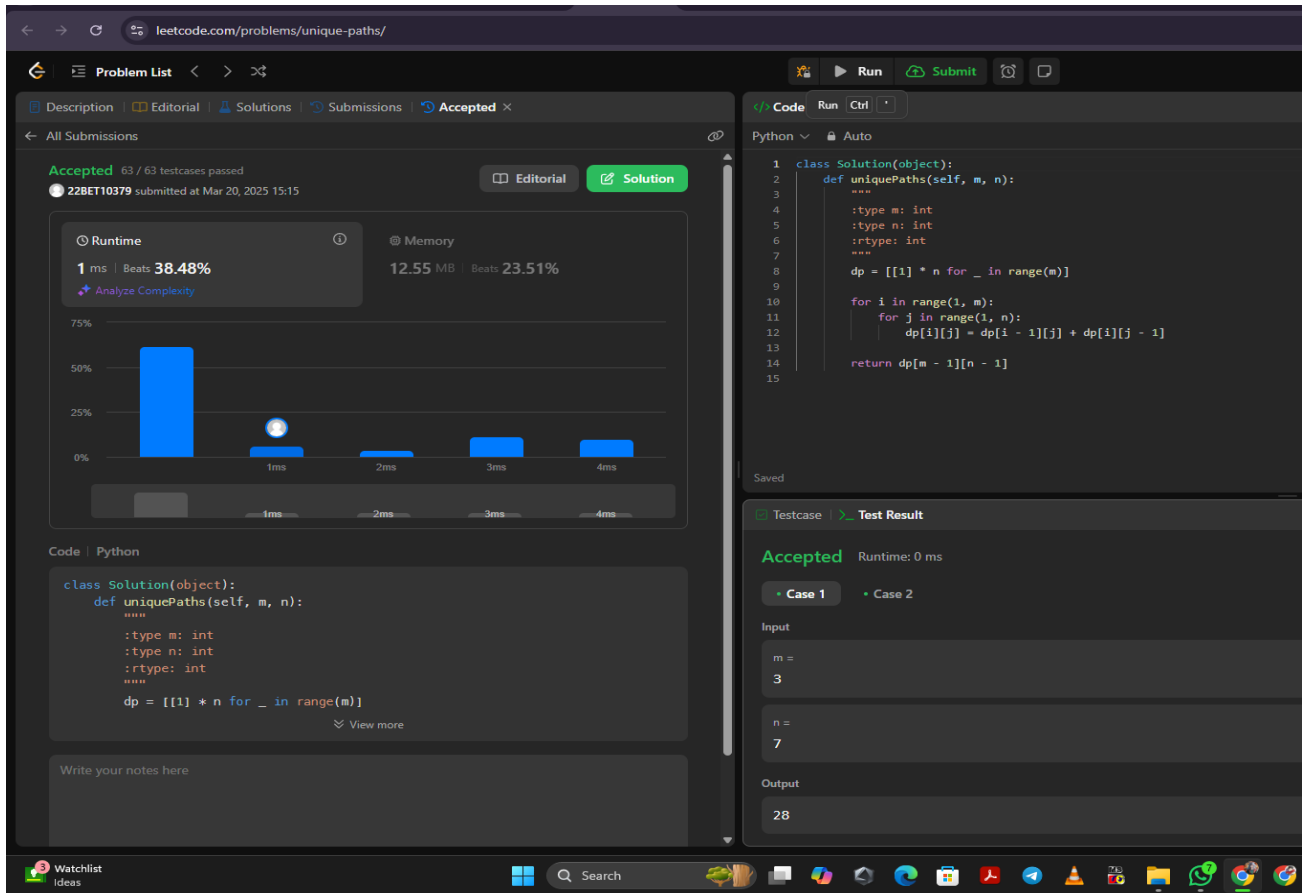 leetcode.com/problems/unique-paths/
Problem List
Run
Submit
Description
Editorial
Solutions
Submissions
Accepted
All Submissions
Accepted 63 / 63 testcases passed
22BET10379 submitted at Mar 20, 2025 15:15
Editorial
Solution
Runtime
1 ms | Beats 38.48%
Analyze Complexity
Memory
12.55 MB | Beats 23.51%
75%
50%
25%
0%
1ms 2ms 3ms 4ms
1ms 2ms 3ms 4ms
Code | Python
class Solution(object):
    def uniquePaths(self, m, n):
        """
        :type m: int
        :type n: int
        :rtype: int
        """
        dp = [[1] * n for _ in range(m)]
View more
Write your notes here
</> Code
Run Ctrl '
Python
Auto
1 class Solution(object):
2     def uniquePaths(self, m, n):
3         """
4         :type m: int
5         :type n: int
6         :rtype: int
7         """
8         dp = [[1] * n for _ in range(m)]
9
10         for i in range(1, m):
11             for j in range(1, n):
12                 dp[i][j] = dp[i - 1][j] + dp[i][j - 1]
13
14         return dp[m - 1][n - 1]
15
Saved
Testcase
>_ Test Result
Accepted Runtime: 0 ms
• Case 1
• Case 2
Input
m =
3
n =
7
Output
28
3
Watchlist
Ideas
Search
7